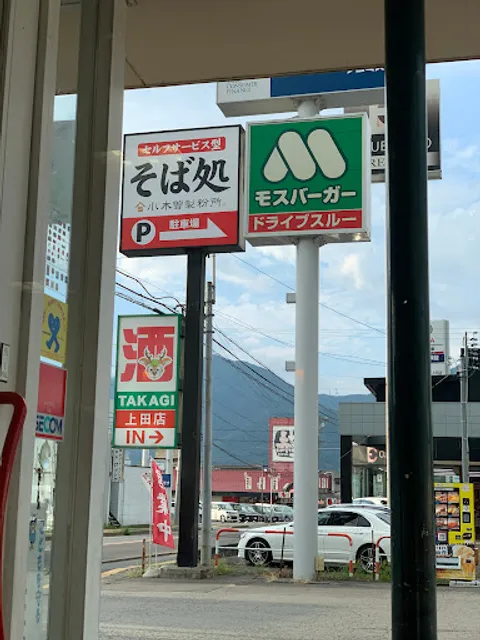 CONSUMER
FINANCE
セルフサービス型
そば処
小木曽製粉所
P
駐車場
モスバーガー
ドライブスルー
酒
TAKAGI
上田店
IN→
SECOM